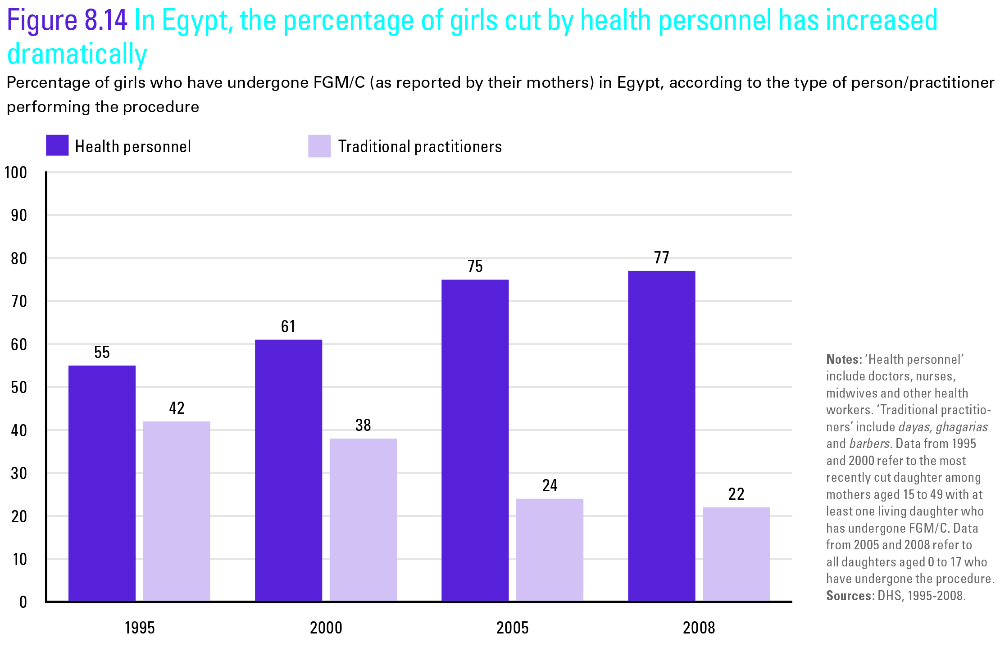 Figure 8.14 In Egypt, the percentage of girls cut by health personnel has increased
dramatically
Percentage of girls who have undergone FGM/C (as reported by their mothers) in Egypt, according to the type of person/practitioner
performing the procedure
Health personnel
Traditional practitioners
100
90
80
70
60
50
40
30
20
10
0
55
42
61
38
75
24
77
22
1995
2000
2005
2008
Notes: ‘Health personnel’
include doctors, nurses,
midwives and other health
workers. ‘Traditional practitio-
ners’ include dayas, ghagarias
and barbers. Data from 1995
and 2000 refer to the most
recently cut daughter among
mothers aged 15 to 49 with at
least one living daughter who
has undergone FGM/C. Data
from 2005 and 2008 refer to
all daughters aged 0 to 17 who
have undergone the procedure.
Sources: DHS, 1995-2008.